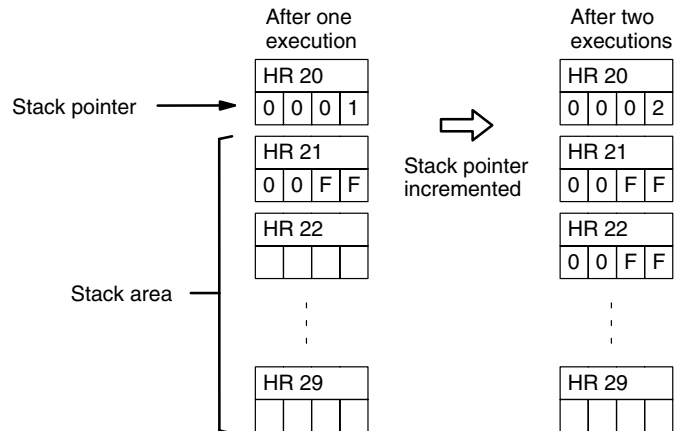 After one
execution
After two
executions
HR 20
HR 20
Stack pointer
0 0 0 1
0 0 0 2
HR 21
HR 21
0 0 F F
Stack pointer
incremented
0 0 F F
HR 22
HR 22
0 0 F F
Stack area
HR 29
HR 29